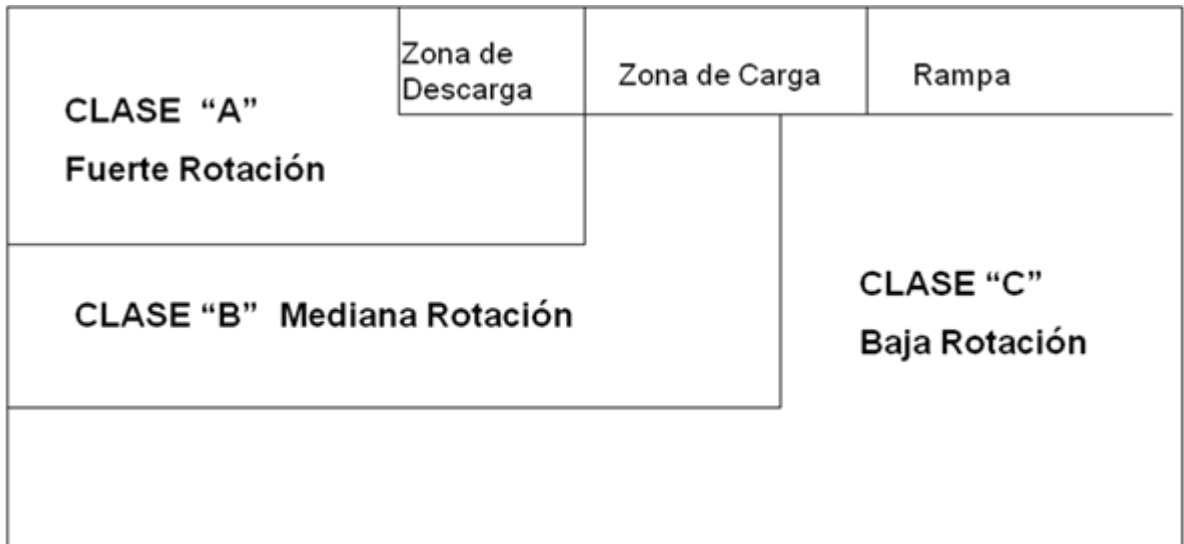 Zona de
Descarga
Zona de Carga
Rampa
CLASE “A”
Fuerte Rotación
CLASE “B” Mediana Rotación
CLASE “C”
Baja Rotación